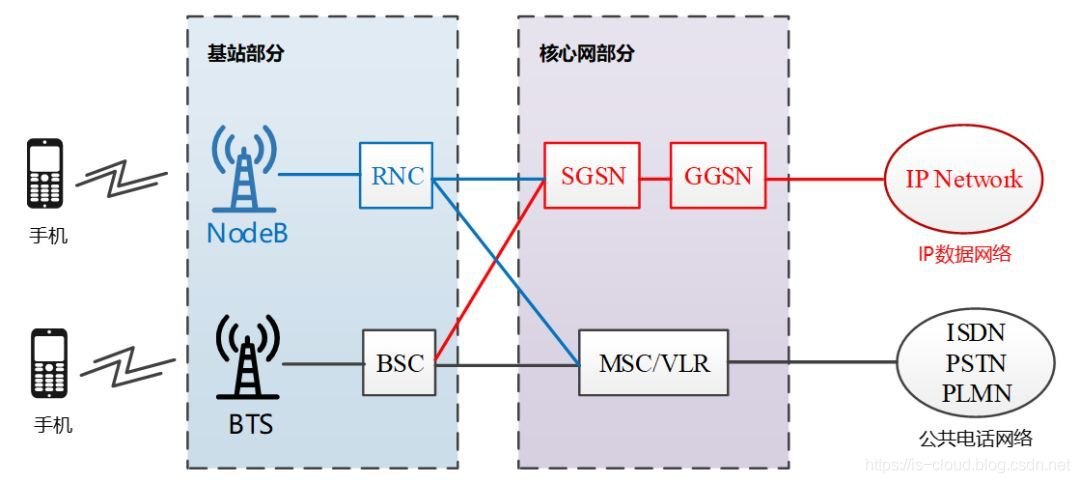 基站部分
核心网部分
RNC
SGSN
GGSN
IP Network
手机
NodeB
IP数据网络
BSC
MSC/VLR
ISDN
PSTN
PLMN
手机
BTS
公共电话网络
https://is-cloud.blog.csdn.net